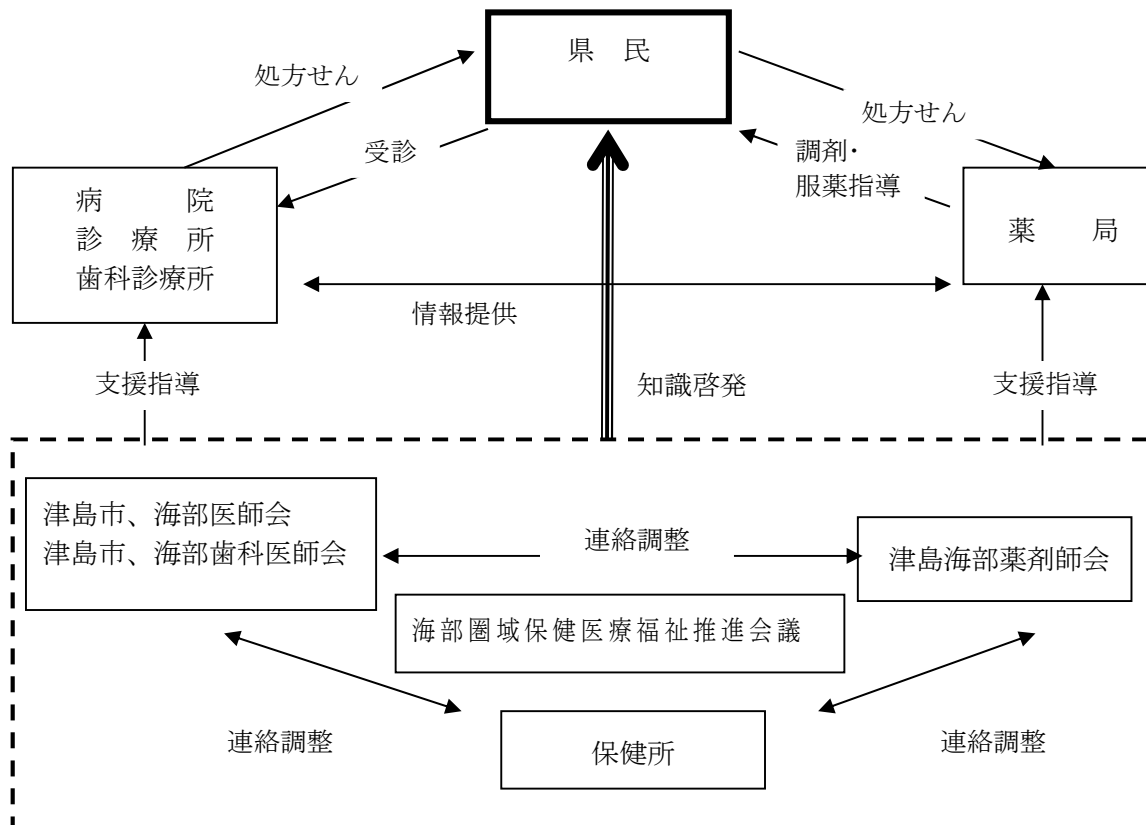 県　民
処方せん
処方せん
受診
調剤・
服薬指導
病　　　院
診　療　所
歯科診療所
薬　　局
情報提供
支援指導
知識啓発
支援指導
津島市、海部医師会
津島市、海部歯科医師会
連絡調整
津島海部薬剤師会
海部圏域保健医療福祉推進会議
連絡調整
保健所
連絡調整